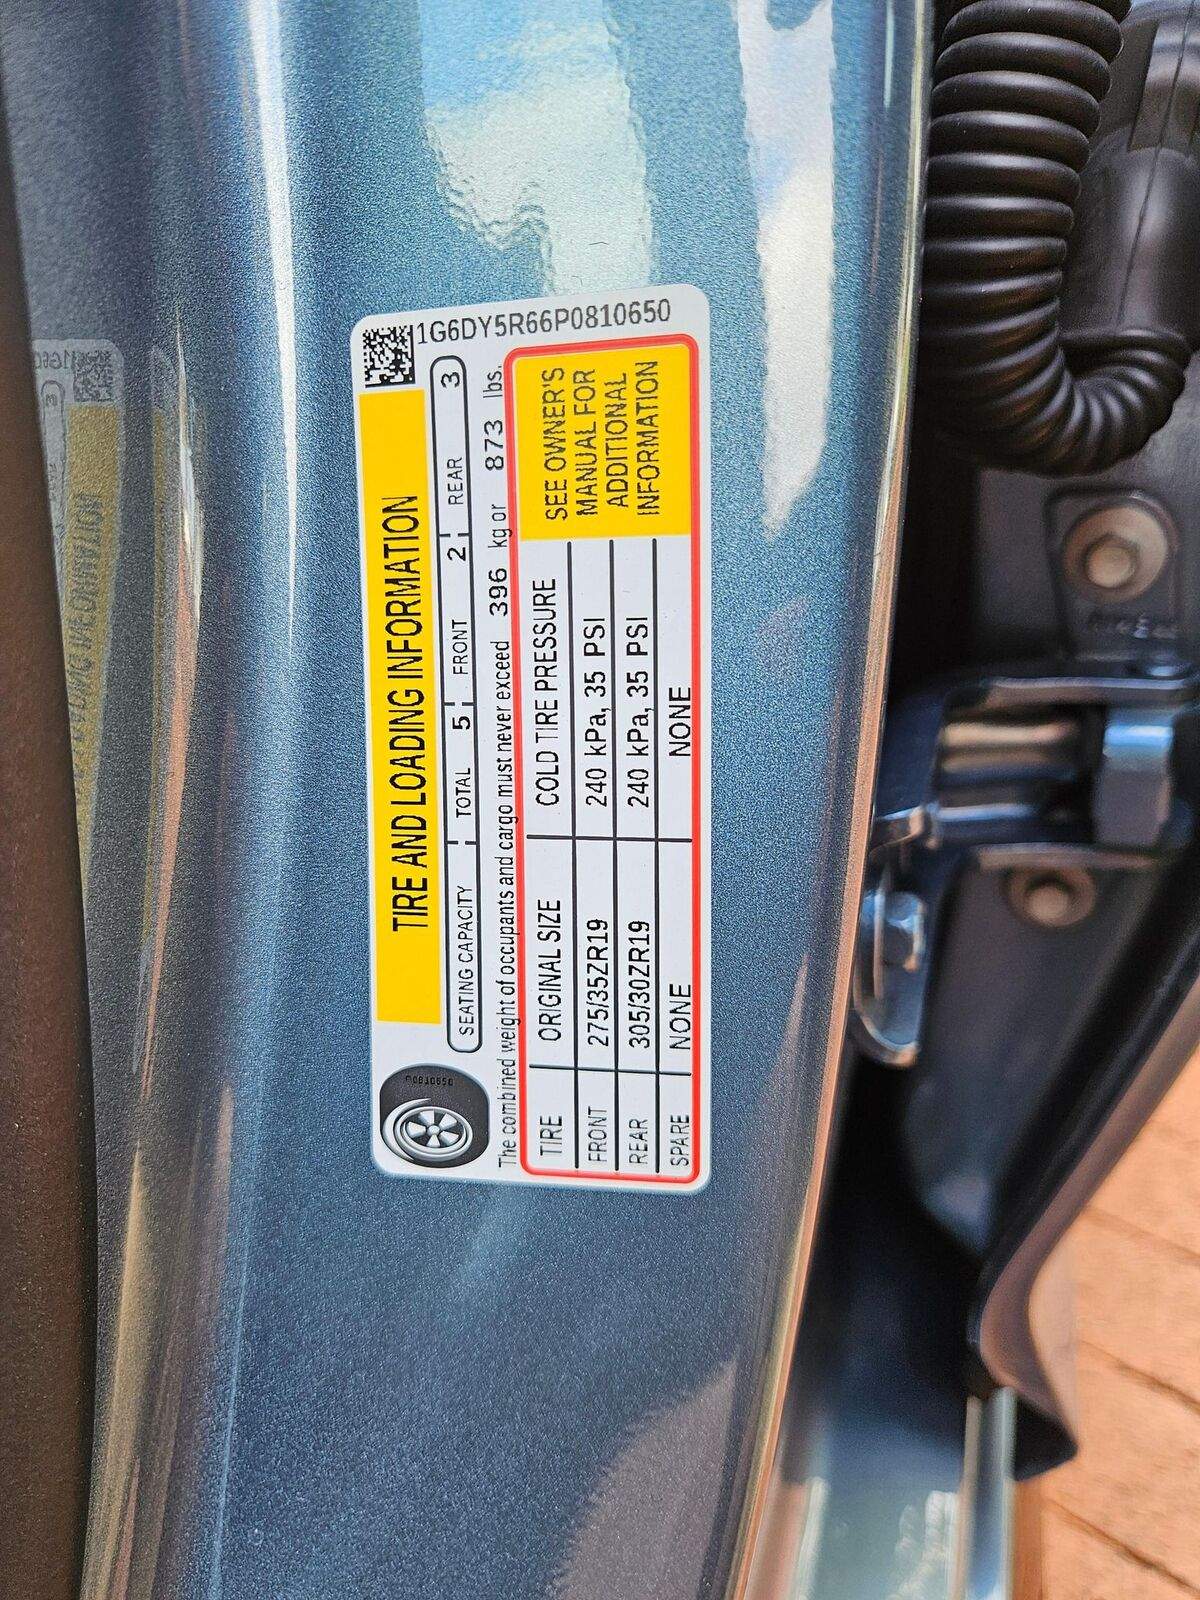 1G6DY5R66P0810650
TIRE AND LOADING INFORMATION
SEATING CAPACITY TOTAL 5 FRONT 2 REAR 3
The combined weight of occupants and cargo must never exceed 396 kg or 873 lbs.
TIRE ORIGINAL SIZE COLD TIRE PRESSURE
FRONT 275/35ZR19 240 kPa, 35 PSI
REAR 305/30ZR19 240 kPa, 35 PSI
SPARE NONE NONE
SEE OWNER'S
MANUAL FOR
ADDITIONAL
INFORMATION
P0810650